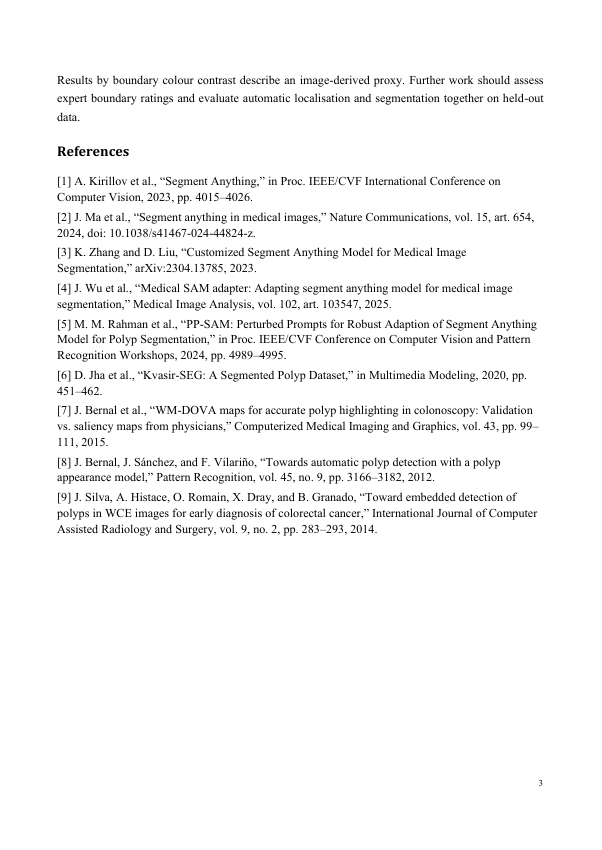 Results by boundary colour contrast describe an image-derived proxy. Further work should assess
expert boundary ratings and evaluate automatic localisation and segmentation together on held-out
data.
References
[1] A. Kirillov et al., “Segment Anything,” in Proc. IEEE/CVF International Conference on
Computer Vision, 2023, pp. 4015–4026.
[2] J. Ma et al., “Segment anything in medical images,” Nature Communications, vol. 15, art. 654,
2024, doi: 10.1038/s41467-024-44824-z.
[3] K. Zhang and D. Liu, “Customized Segment Anything Model for Medical Image
Segmentation,” arXiv:2304.13785, 2023.
[4] J. Wu et al., “Medical SAM adapter: Adapting segment anything model for medical image
segmentation,” Medical Image Analysis, vol. 102, art. 103547, 2025.
[5] M. M. Rahman et al., “PP-SAM: Perturbed Prompts for Robust Adaption of Segment Anything
Model for Polyp Segmentation,” in Proc. IEEE/CVF Conference on Computer Vision and Pattern
Recognition Workshops, 2024, pp. 4989–4995.
[6] D. Jha et al., “Kvasir-SEG: A Segmented Polyp Dataset,” in Multimedia Modeling, 2020, pp.
451–462.
[7] J. Bernal et al., “WM-DOVA maps for accurate polyp highlighting in colonoscopy: Validation
vs. saliency maps from physicians,” Computerized Medical Imaging and Graphics, vol. 43, pp. 99–
111, 2015.
[8] J. Bernal, J. Sánchez, and F. Vilariño, “Towards automatic polyp detection with a polyp
appearance model,” Pattern Recognition, vol. 45, no. 9, pp. 3166–3182, 2012.
[9] J. Silva, A. Histace, O. Romain, X. Dray, and B. Granado, “Toward embedded detection of
polyps in WCE images for early diagnosis of colorectal cancer,” International Journal of Computer
Assisted Radiology and Surgery, vol. 9, no. 2, pp. 283–293, 2014.
3